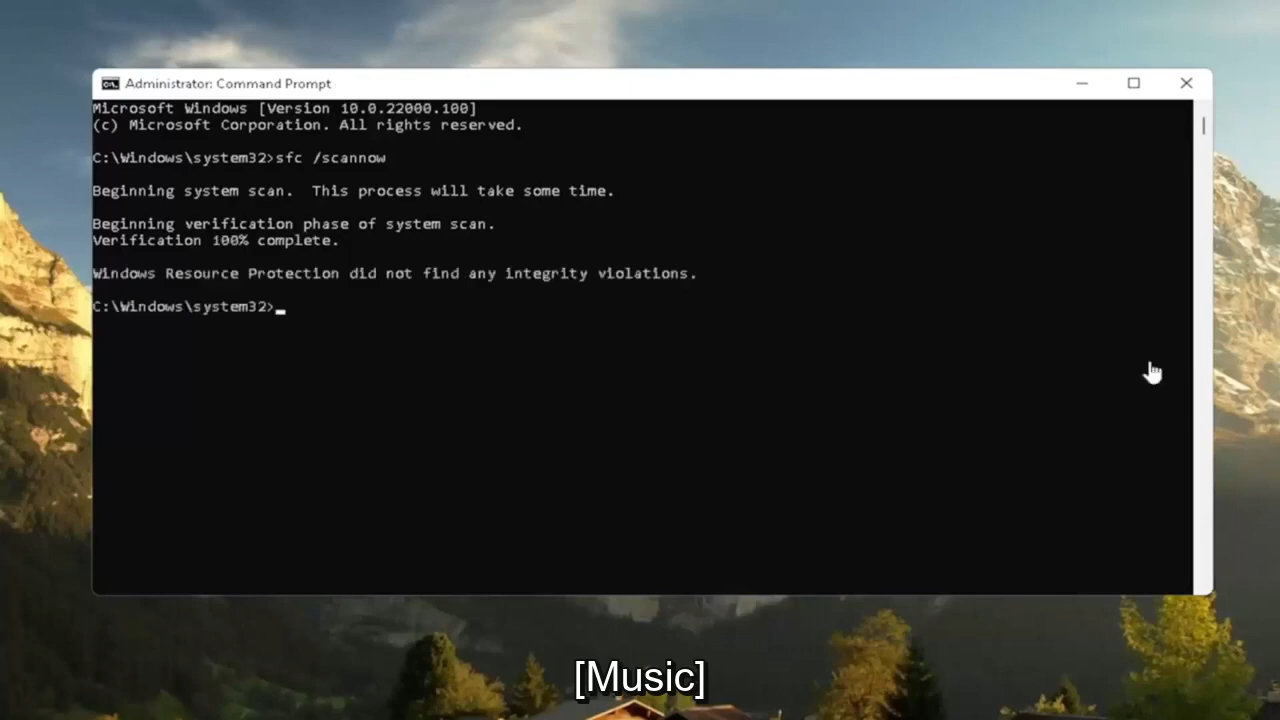 Administrator: Command Prompt
Microsoft Windows [Version 10.0.22000.100]
(c) Microsoft Corporation. All rights reserved.
C:\Windows\system32>sfc /scannow
Beginning system scan.  This process will take some time.
Beginning verification phase of system scan.
Verification 100% complete.
Windows Resource Protection did not find any integrity violations.
C:\Windows\system32>
[Music]